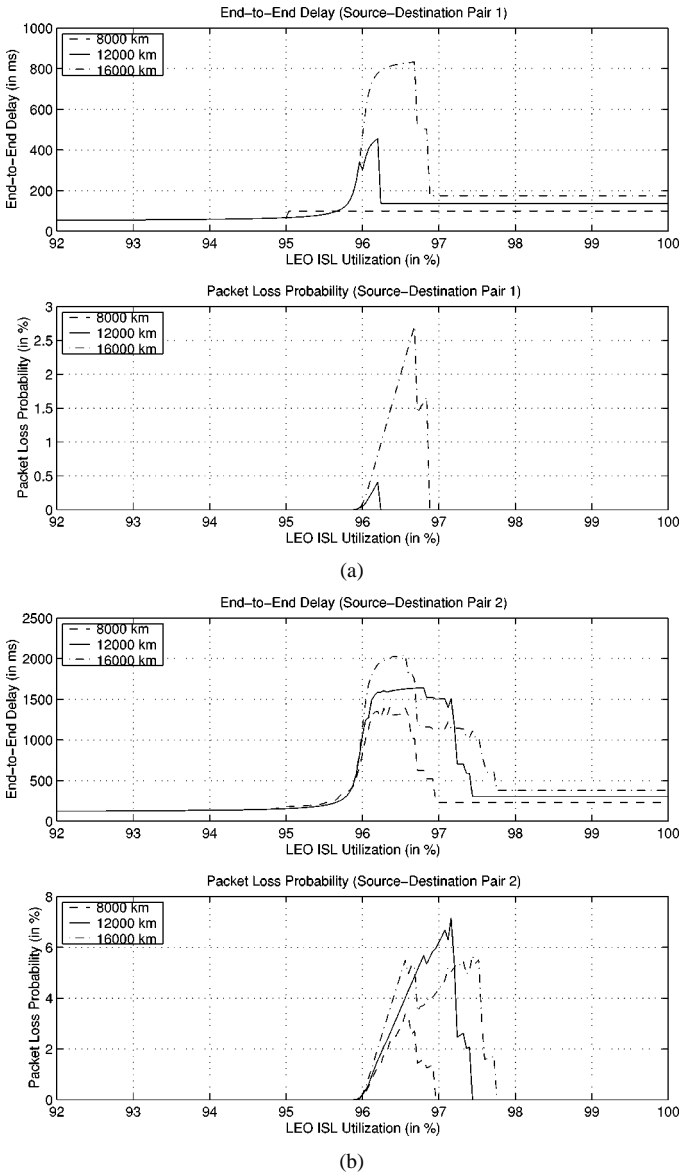 End-to-End Delay (Source-Destination Pair 1)
1000
800
600
400
200
0
End-to-End Delay (in ms)
8000 km
12000 km
16000 km
92 93 94 95 96 97 98 99 100
LEO ISL Utilization (in %)
Packet Loss Probability (Source-Destination Pair 1)
3
2.5
2
1.5
1
0.5
0
Packet Loss Probability (in %)
8000 km
12000 km
16000 km
92 93 94 95 96 97 98 99 100
LEO ISL Utilization (in %)
(a)
End-to-End Delay (Source-Destination Pair 2)
2500
2000
1500
1000
500
0
End-to-End Delay (in ms)
8000 km
12000 km
16000 km
92 93 94 95 96 97 98 99 100
LEO ISL Utilization (in %)
Packet Loss Probability (Source-Destination Pair 2)
8
6
4
2
0
Packet Loss Probability (in %)
8000 km
12000 km
16000 km
92 93 94 95 96 97 98 99 100
LEO ISL Utilization (in %)
(b)